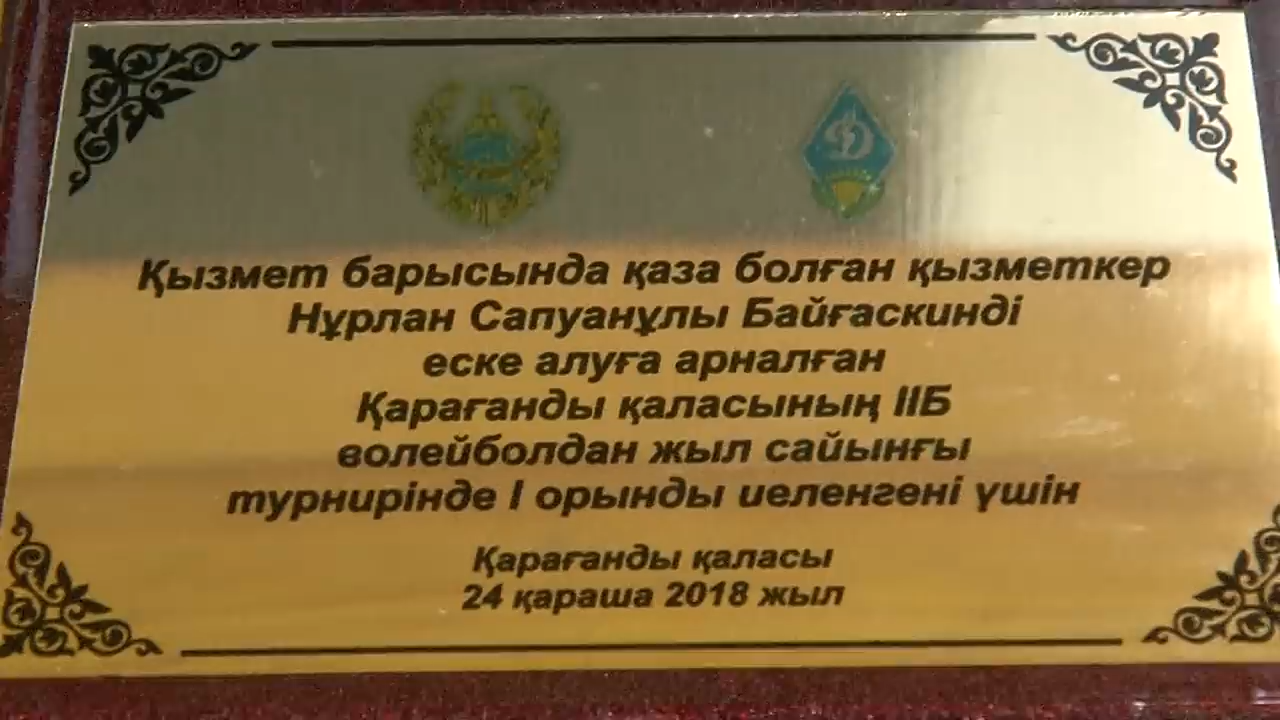 Қызмет барысында қаза болған қызметкер
Нұрлан Сапуанұлы Байғаскинді
еске алуға арналған
Қарағанды қаласының ІІБ
волейболдан жыл сайынғы
турнирінде І орынды иеленгені үшін
Қарағанды қаласы
24 қараша 2018 жыл